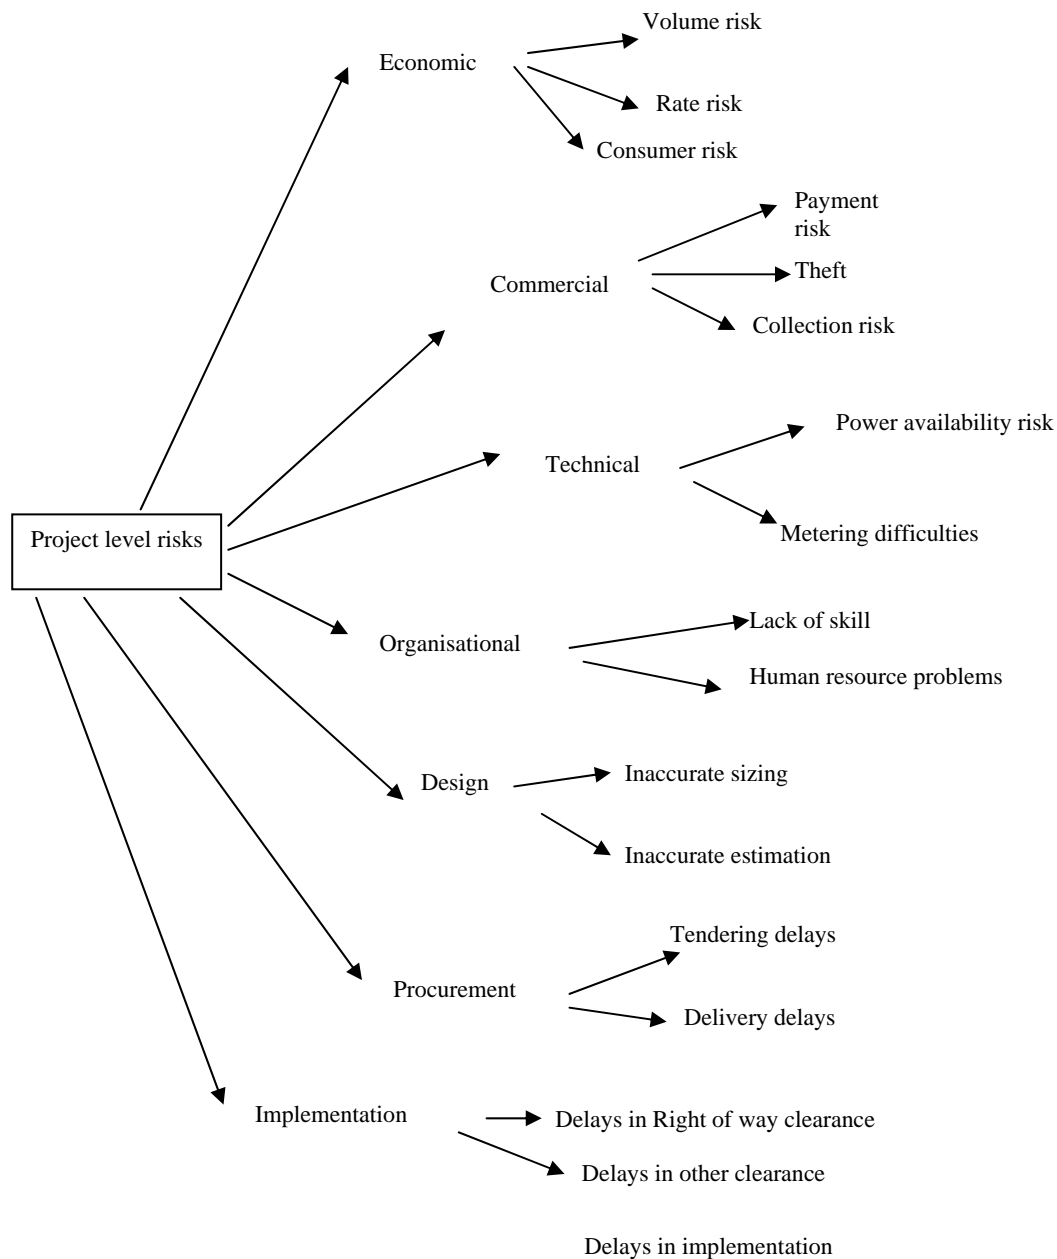 Volume risk
Economic
Rate risk
Consumer risk
Payment
risk
Theft
Commercial
Collection risk
Power availability risk
Technical
Metering difficulties
Project level risks
Lack of skill
Organisational
Human resource problems
Inaccurate sizing
Design
Inaccurate estimation
Tendering delays
Procurement
Delivery delays
Implementation
Delays in Right of way clearance
Delays in other clearance
Delays in implementation